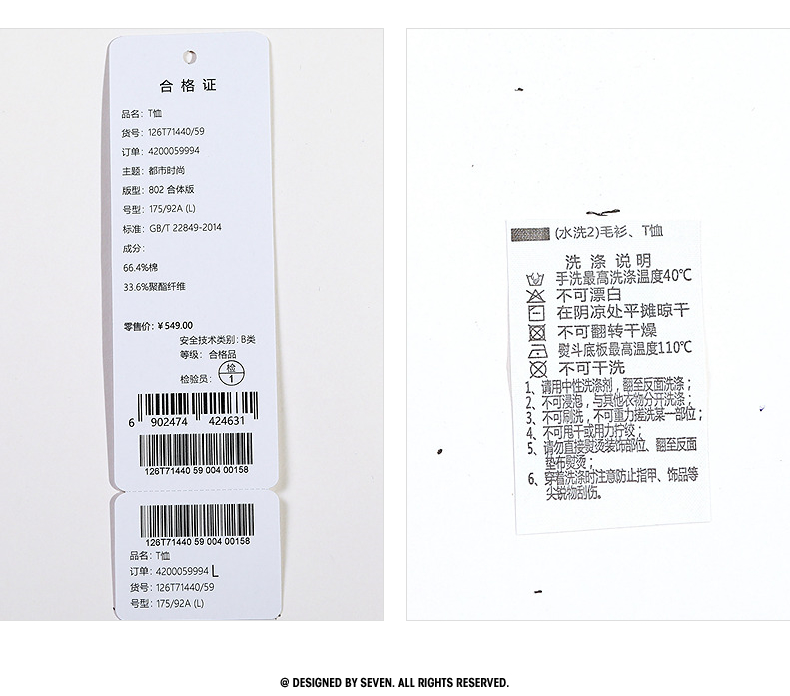 合格证
品名：T恤
货号：126T71440/59
订单：4200059994
主题：都市时尚
版型：802 合体版
号型：175/92A (L)
标准：GB/T 22849-2014
成分：
66.4%棉
33.6%聚酯纤维
零售价：¥549.00
安全技术类别：B类
等级：合格品
检验员：检1
6 902474 424631
126T71440 59 004 00158
126T71440 59 004 00158
品名：T恤
订单：4200059994 L
货号：126T71440/59
号型：175/92A (L)
(水洗2)毛衫、T恤
洗涤说明
手洗最高洗涤温度40℃
不可漂白
在阴凉处平摊晾干
不可翻转干燥
熨斗底板最高温度110℃
不可干洗
1、请用中性洗涤剂，翻至反面洗涤；
2、不可浸泡，与其他衣物分开洗涤；
3、不可刷洗，不可重力搓洗某一部位；
4、不可甩干或用力拧绞；
5、请勿直接熨烫装饰部位、翻至反面
垫布熨烫；
6、穿着洗涤时注意防止指甲、饰品等
尖锐物刮伤。
@ DESIGNED BY SEVEN. ALL RIGHTS RESERVED.